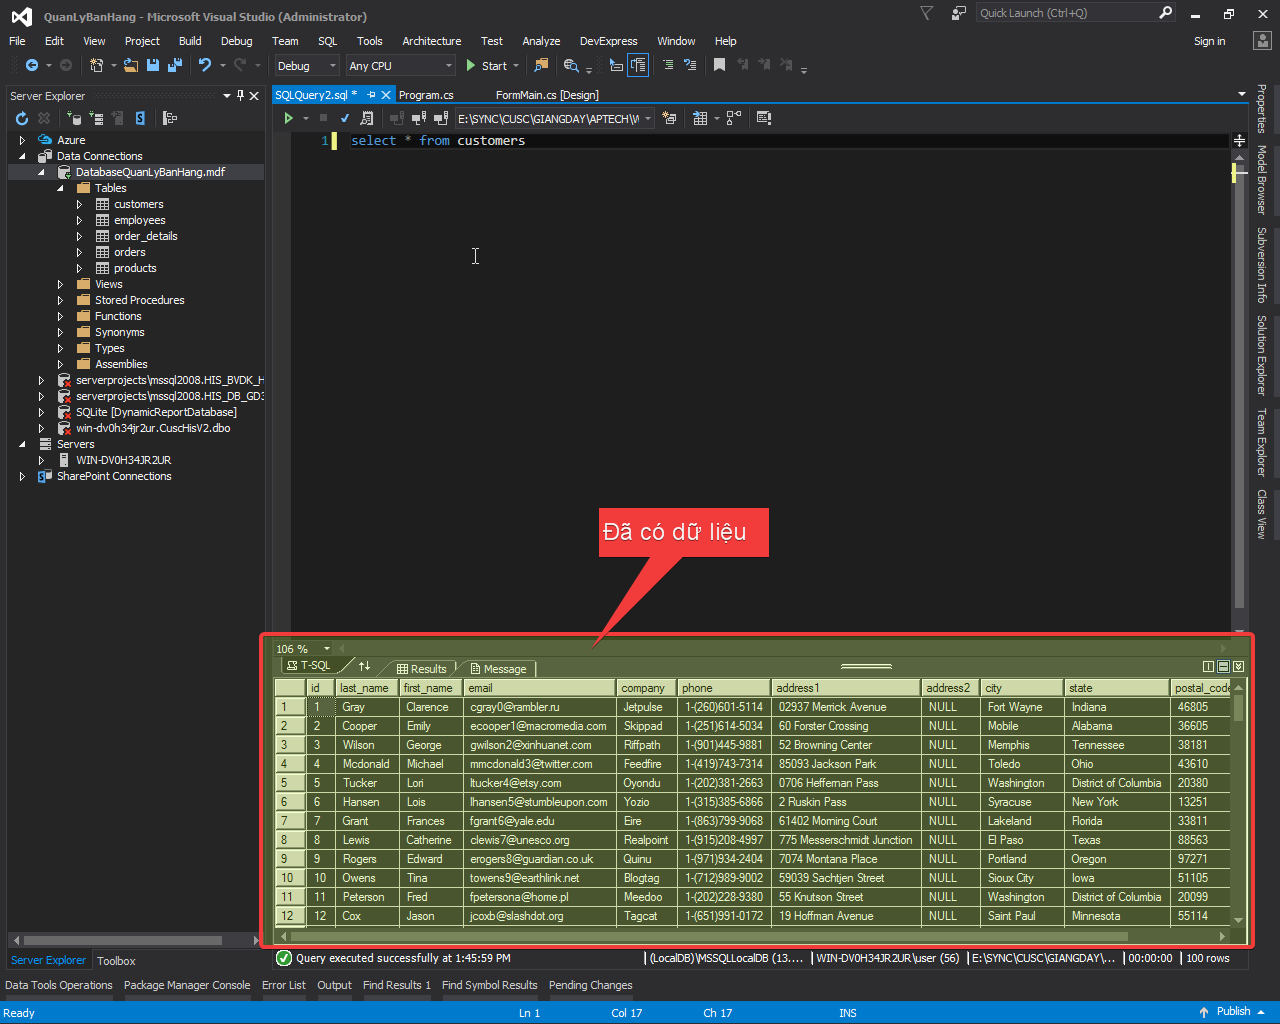 QuanLyBanHang - Microsoft Visual Studio (Administrator)
Quick Launch (Ctrl+Q)
File Edit View Project Build Debug Team SQL Tools Architecture Test Analyze DevExpress Window Help
Sign in
Debug Any CPU Start
Server Explorer
SQLQuery2.sql * Program.cs FormMain.cs [Design]
E:\SYNC\CUSC\GIANGDAY\APTECH\W
1 select * from customers
Azure
Data Connections
DatabaseQuanLyBanHang.mdf
Tables
customers
employees
order_details
orders
products
Views
Stored Procedures
Functions
Synonyms
Types
Assemblies
serverprojects\mssql2008.HIS_BVDK_H
serverprojects\mssql2008.HIS_DB_GD3
SQLite [DynamicReportDatabase]
win-dv0h34jr2ur.CuscHisV2.dbo
Servers
WIN-DV0H34JR2UR
SharePoint Connections
Properties
Model Browser
Subversion Info
Solution Explorer
Team Explorer
Class View
Đã có dữ liệu
106 %
T-SQL Results Message
id last_name first_name email company phone address1 address2 city state postal_code
1 1 Gray Clarence cgray0@rambler.ru Jetpulse 1-(260)601-5114 02937 Merrick Avenue NULL Fort Wayne Indiana 46805
2 2 Cooper Emily ecooper1@macromedia.com Skippad 1-(251)614-5034 60 Forster Crossing NULL Mobile Alabama 36605
3 3 Wilson George gwilson2@xinhuanet.com Riffpath 1-(901)445-9881 52 Browning Center NULL Memphis Tennessee 38181
4 4 Mcdonald Michael mmcdonald3@twitter.com Feedfire 1-(419)743-7314 85093 Jackson Park NULL Toledo Ohio 43610
5 5 Tucker Lori ltucker4@etsy.com Oyondu 1-(202)381-2663 0706 Heffernan Pass NULL Washington District of Columbia 20380
6 6 Hansen Lois lhansen5@stumbleupon.com Yozio 1-(315)385-6866 2 Ruskin Pass NULL Syracuse New York 13251
7 7 Grant Frances fgrant6@yale.edu Eire 1-(863)799-9068 61402 Morning Court NULL Lakeland Florida 33811
8 8 Lewis Catherine clewis7@unesco.org Realpoint 1-(915)208-4997 775 Messerschmidt Junction NULL El Paso Texas 88563
9 9 Rogers Edward erogers8@guardian.co.uk Quinu 1-(971)934-2404 7074 Montana Place NULL Portland Oregon 97271
10 10 Owens Tina towens9@earthlink.net Blogtag 1-(712)989-9002 59039 Sachtjen Street NULL Sioux City Iowa 51105
11 11 Peterson Fred fpetersona@home.pl Meedoo 1-(202)228-9380 55 Knutson Street NULL Washington District of Columbia 20099
12 12 Cox Jason jcoxb@slashdot.org Tagcat 1-(651)991-0172 19 Hoffman Avenue NULL Saint Paul Minnesota 55114
Query executed successfully at 1:45:59 PM (LocalDB)\MSSQLLocalDB (13.... WIN-DV0H34JR2UR\user (56) E:\SYNC\CUSC\GIANGDAY\... 00:00:00 100 rows
Server Explorer Toolbox
Data Tools Operations Package Manager Console Error List Output Find Results 1 Find Symbol Results Pending Changes
Ready Ln 1 Col 17 Ch 17 INS Publish